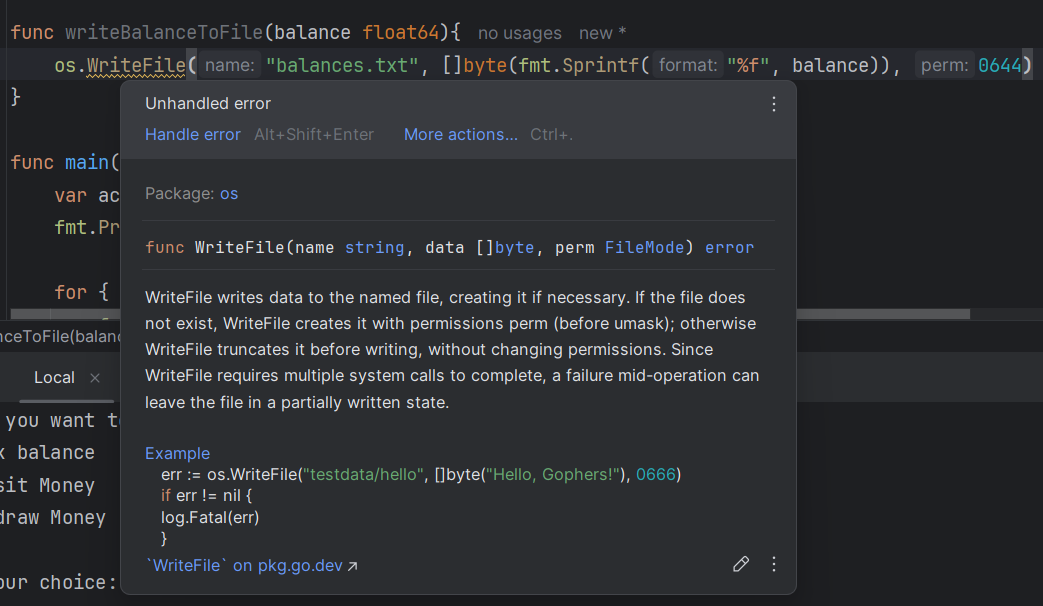 func writeBalanceToFile(balance float64){ no usages new *
os.WriteFile( name: "balances.txt", []byte(fmt.Sprintf( format: "%f", balance)), perm: 0644)
}
Unhandled error
Handle error Alt+Shift+Enter More actions... Ctrl+.
func main(
var ac
fmt.Pr
for {
Package: os
func WriteFile(name string, data []byte, perm FileMode) error
WriteFile writes data to the named file, creating it if necessary. If the file does
not exist, WriteFile creates it with permissions perm (before umask); otherwise
WriteFile truncates it before writing, without changing permissions. Since
WriteFile requires multiple system calls to complete, a failure mid-operation can
leave the file in a partially written state.
Example
err := os.WriteFile("testdata/hello", []byte("Hello, Gophers!"), 0666)
if err != nil {
log.Fatal(err)
}
`WriteFile` on pkg.go.dev↗
nceToFile(balanc
Local ×
you want t
k balance
sit Money
draw Money
our choice: